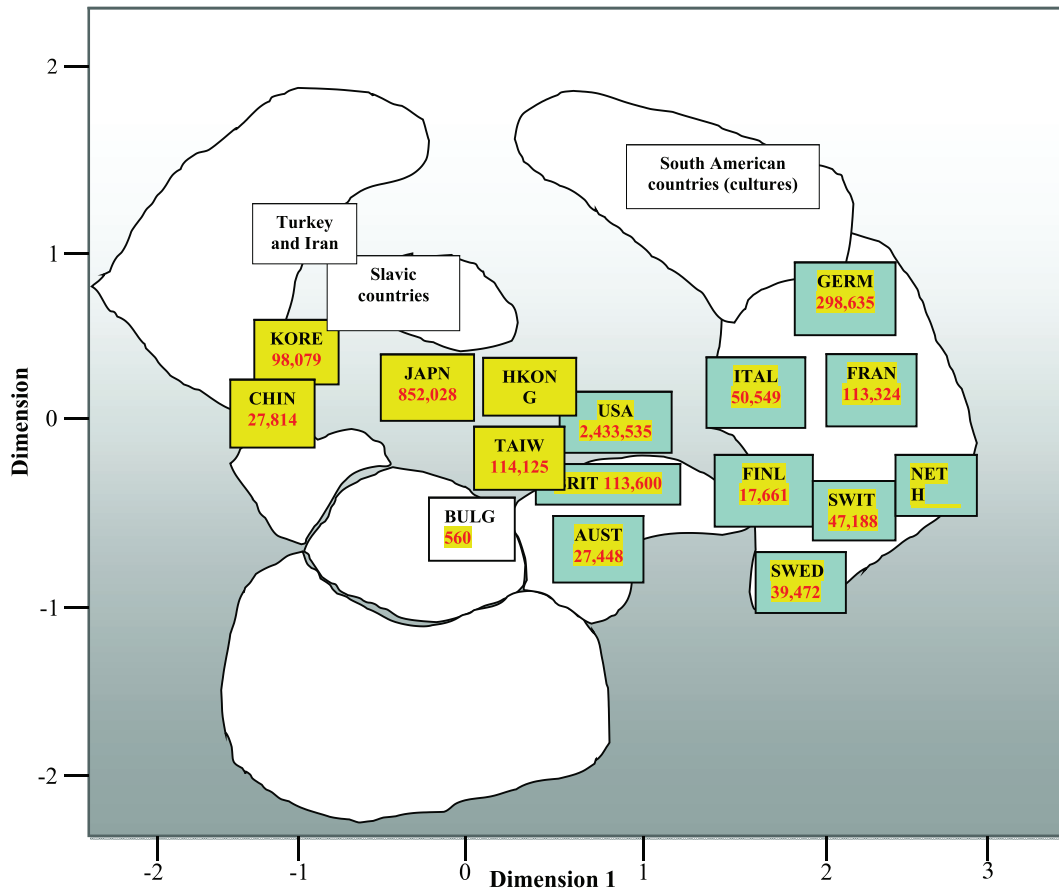 2
1
0
-1
-2
Dimension
South American
countries (cultures)
Turkey
and Iran
Slavic
countries
GERM
298,635
KORE
98,079
JAPN
852,028
HKON
G
ITAL
50,549
FRAN
113,324
CHIN
27,814
USA
2,433,535
TAIW
114,125
BRIT 113,600
FINL
17,661
SWIT
47,188
NET
H
BULG
560
AUST
27,448
SWED
39,472
-2
-1
0
1
2
3
Dimension 1